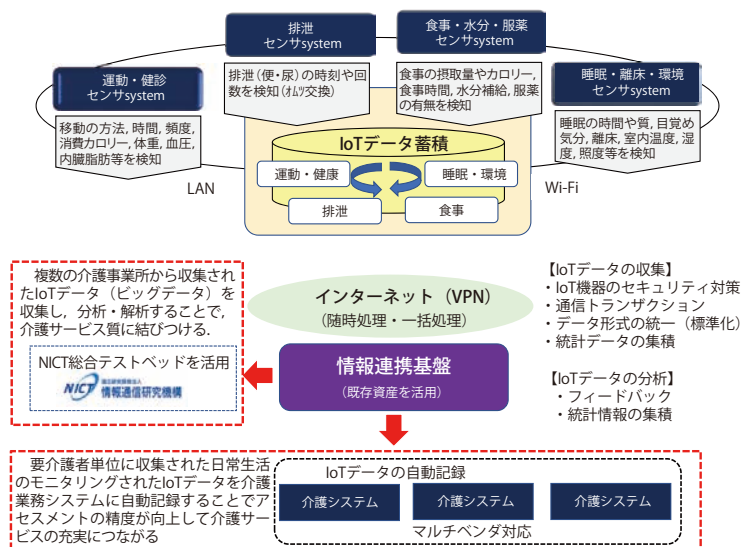 排泄
センサsystem
食事・水分・服薬
センサsystem
運動・健診
センサsystem
睡眠・離床・環境
センサsystem
排泄（便・尿）の時刻や回
数を検知（ｵﾑﾂ交換）
食事の摂取量やカロリー,
食事時間, 水分補給, 服薬
の有無を検知
移動の方法, 時間, 頻度,
消費カロリー, 体重, 血圧,
内臓脂肪等を検知
睡眠の時間や質, 目覚め
気分, 離床, 室内温度, 湿
度, 照度等を検知
IoTデータ蓄積
運動・健康
睡眠・環境
排泄
食事
LAN
Wi-Fi
複数の介護事業所から収集され
たIoTデータ（ビッグデータ）を
収集し，分析・解析することで，
介護サービス質に結びつける.
NICT総合テストベッドを活用
NICT
国立研究開発法人
情報通信研究機構
インターネット（VPN）
（随時処理・一括処理）
情報連携基盤
（既存資産を活用）
【IoTデータの収集】
・IoT機器のセキュリティ対策
・通信トランザクション
・データ形式の統一（標準化）
・統計データの集積
【IoTデータの分析】
・フィードバック
・統計情報の集積
要介護者単位に収集された日常生活
のモニタリングされたIoTデータを介護
業務システムに自動記録することでア
セスメントの精度が向上して介護サー
ビスの充実につながる
IoTデータの自動記録
介護システム
介護システム
介護システム
マルチベンダ対応